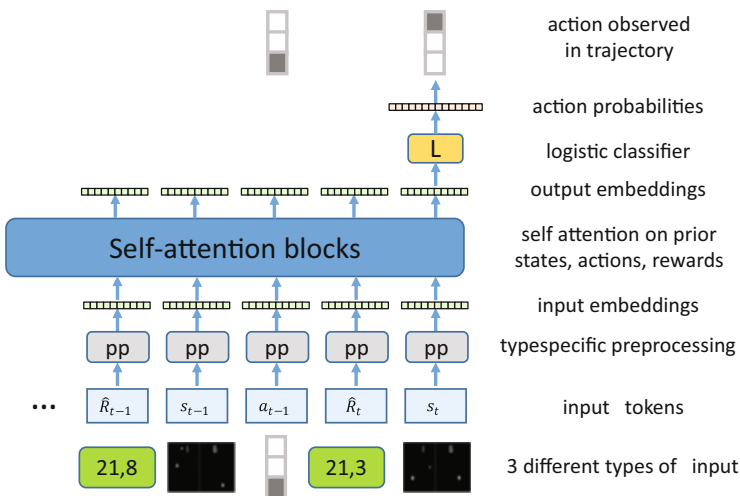 action observed
in trajectory
action probabilities
L
logistic classifier
output embeddings
Self-attention blocks
self attention on prior
states, actions, rewards
input embeddings
pp pp pp pp pp
typespecific preprocessing
... R̂ₜ₋₁ sₜ₋₁ aₜ₋₁ R̂ₜ sₜ
input tokens
21,8 21,3
3 different types of input